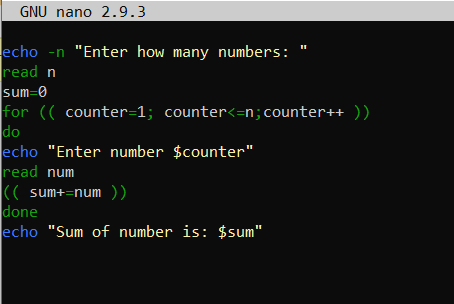 GNU nano 2.9.3
echo -n "Enter how many numbers: "
read n
sum=0
for (( counter=1; counter<=n;counter++ ))
do
echo "Enter number $counter"
read num
(( sum+=num ))
done
echo "Sum of number is: $sum"